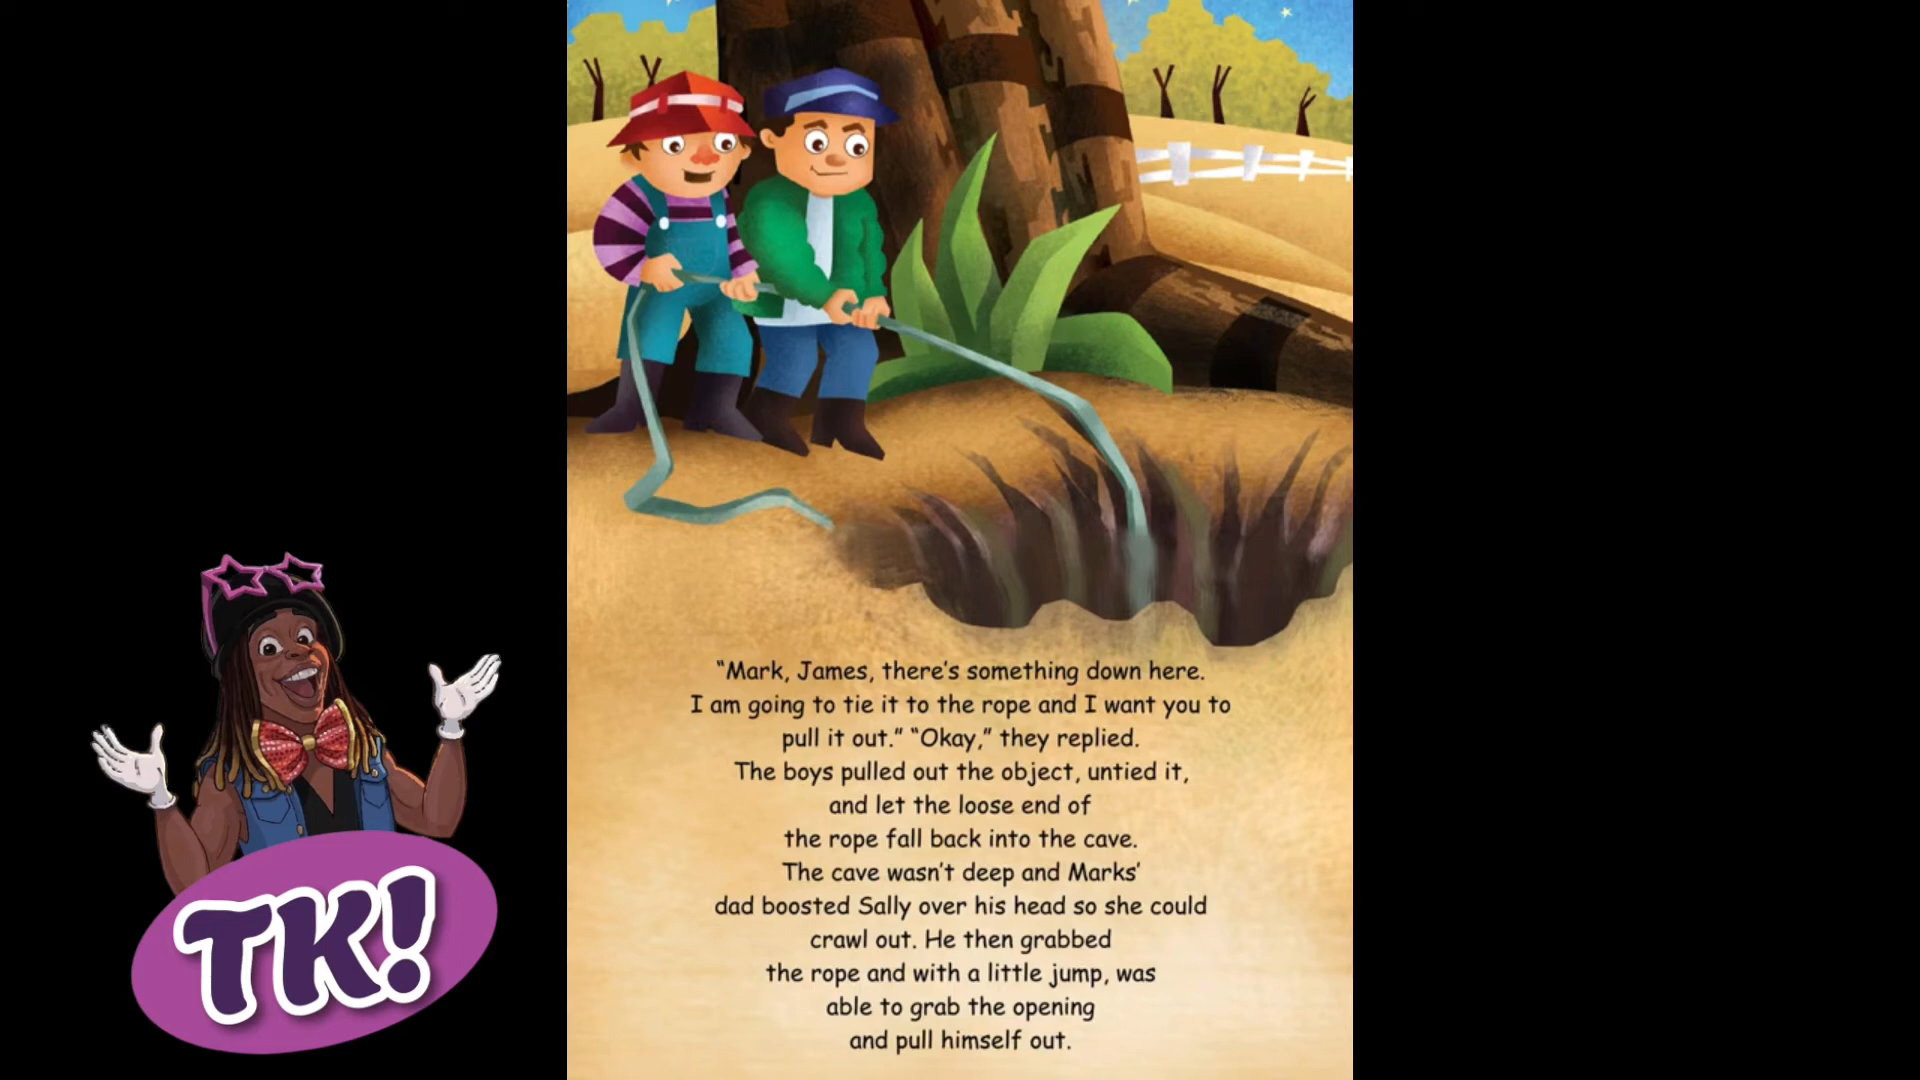 “Mark, James, there’s something down here.
I am going to tie it to the rope and I want you to
pull it out.” “Okay,” they replied.
The boys pulled out the object, untied it,
and let the loose end of
the rope fall back into the cave.
The cave wasn’t deep and Marks’
dad boosted Sally over his head so she could
crawl out. He then grabbed
the rope and with a little jump, was
able to grab the opening
and pull himself out.
TK!